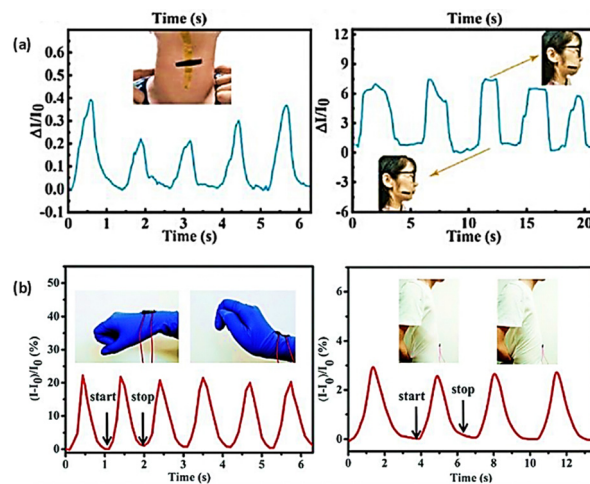 Time (s)
Time (s)
(a)
ΔI/I0
0.6
0.5
0.4
0.3
0.2
0.1
0.0
-0.1
0 1 2 3 4 5 6
Time (s)
ΔI/I0
12
9
6
3
0
-3
-6
0 5 10 15 20
Time (s)
(b)
(I-I0)/I0 (%)
50
40
30
20
10
0
start
stop
0 1 2 3 4 5 6
Time (s)
(I-I0)/I0 (%)
6
4
2
0
start
stop
0 2 4 6 8 10 12
Time (s)